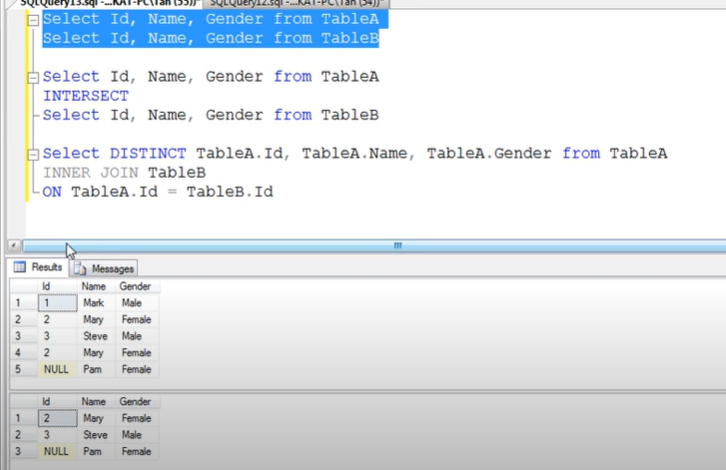 SQLQuery13.sql -...KAT-PC\Tan (55))* SQLQuery12.sql -...KAT-PC\Tan (54))*
Select Id, Name, Gender from TableA
Select Id, Name, Gender from TableB
Select Id, Name, Gender from TableA
INTERSECT
Select Id, Name, Gender from TableB
Select DISTINCT TableA.Id, TableA.Name, TableA.Gender from TableA
INNER JOIN TableB
ON TableA.Id = TableB.Id
Results Messages
Id Name Gender
1 1 Mark Male
2 2 Mary Female
3 3 Steve Male
4 2 Mary Female
5 NULL Pam Female
Id Name Gender
1 2 Mary Female
2 3 Steve Male
3 NULL Pam Female